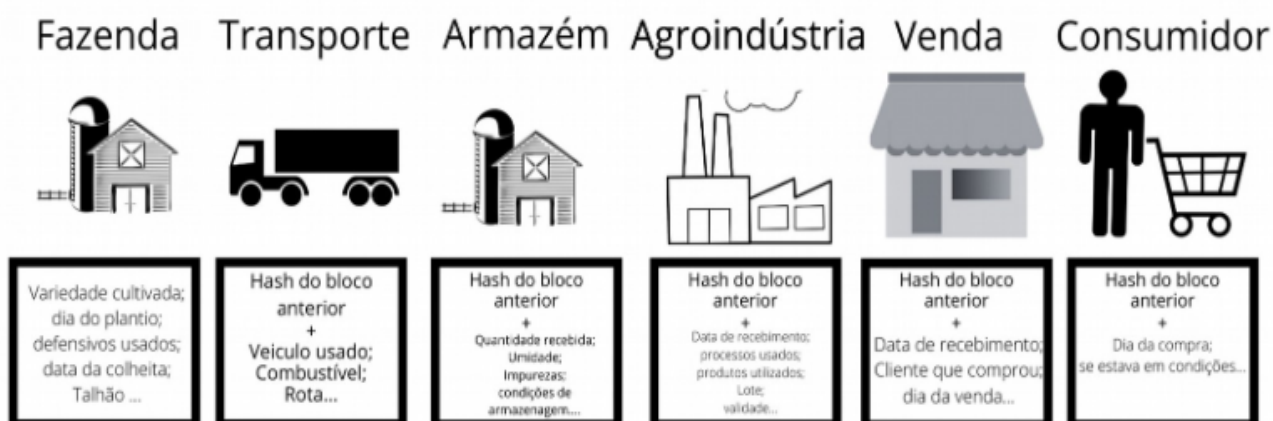 Fazenda
Transporte
Armazém
Agroindústria
Venda
Consumidor
Variedade cultivada;
dia do plantio;
defensivos usados;
data da colheita;
Talhão ...
Hash do bloco
anterior
+
Veiculo usado;
Combustível;
Rota...
Hash do bloco
anterior
+
Quantidade recebida;
Umidade;
Impurezas;
condições de
armazenagem....
Hash do bloco
anterior
+
Data de recebimento;
processos usados;
produtos utilizados;
Lote;
validade...
Hash do bloco
anterior
+
Data de recebimento;
Cliente que comprou;
dia da venda...
Hash do bloco
anterior
+
Dia da compra;
se estava em condições...